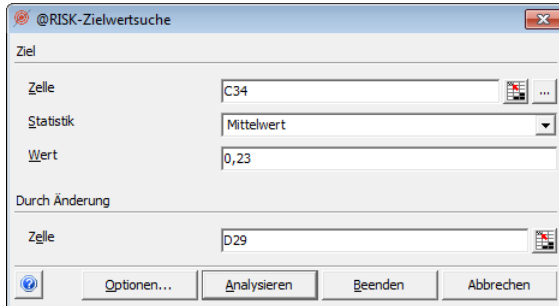 @RISK-Zielwertsuche
Ziel
Zelle C34 ...
Statistik Mittelwert
Wert 0,23
Durch Änderung
Zelle D29
? Optionen... Analysieren Beenden Abbrechen